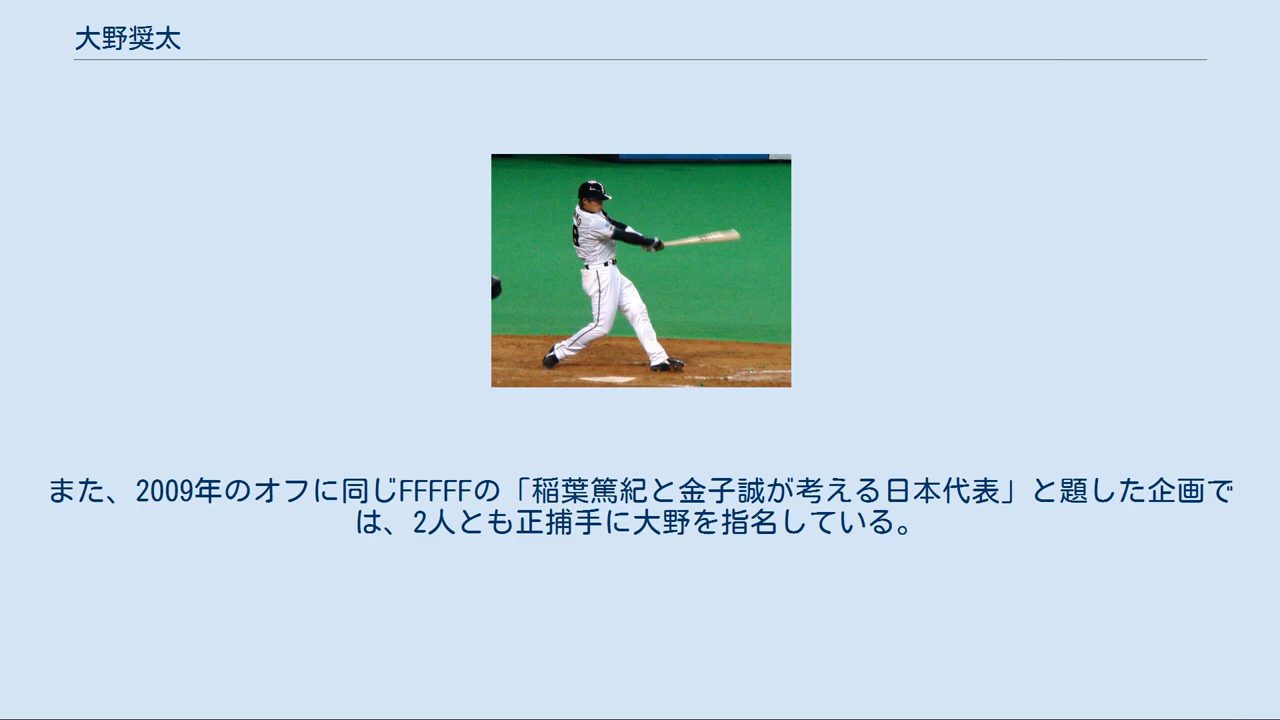 大野奨太
また、2009年のオフに同じFFFFFの「稲葉篤紀と金子誠が考える日本代表」と題した企画で
は、2人とも正捕手に大野を指名している。